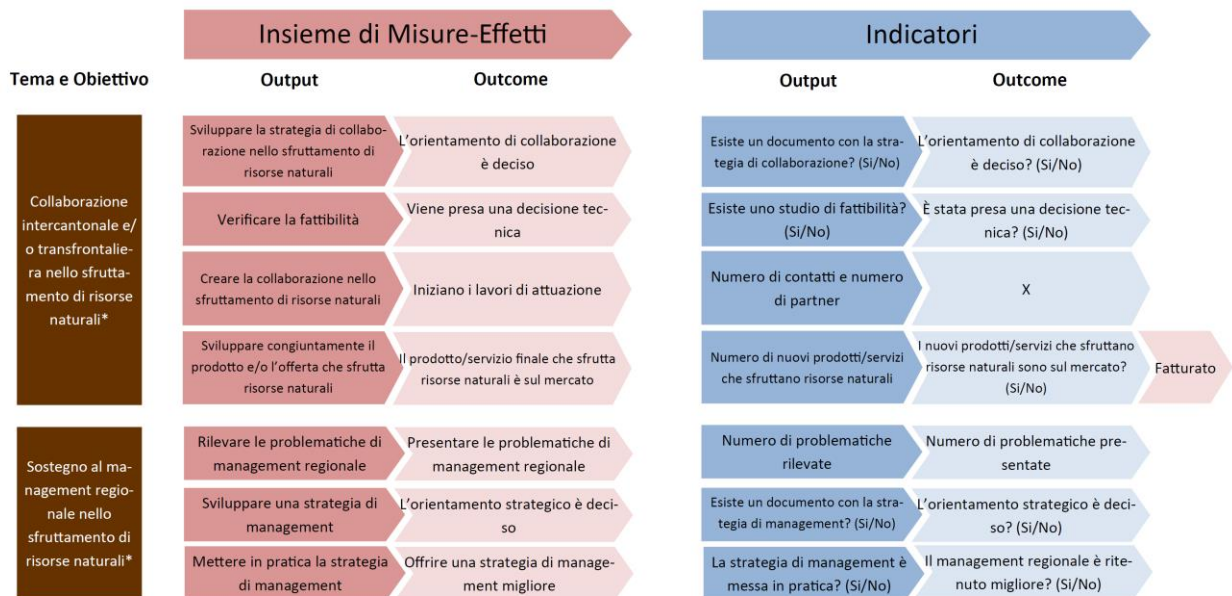 Insieme di Misure-Effetti
Indicatori
Tema e Obiettivo
Output
Outcome
Output
Outcome
Collaborazione
intercantonale e/
o transfrontalie-
ra nello sfrutta-
mento di risorse
naturali*
Sviluppare la strategia di collabo-
razione nello sfruttamento di
risorse naturali
L'orientamento di collaborazione
è deciso
Esiste un documento con la stra-
tegia di collaborazione? (Si/No)
L'orientamento di collaborazione
è deciso? (Si/No)
Verificare la fattibilità
Viene presa una decisione tec-
nica
Esiste uno studio di fattibilità?
(Si/No)
È stata presa una decisione tec-
nica? (Si/No)
Creare la collaborazione nello
sfruttamento di risorse naturali
Iniziano i lavori di attuazione
Numero di contatti e numero
di partner
X
Sviluppare congiuntamente il
prodotto e/o l'offerta che sfrutta
risorse naturali
Il prodotto/servizio finale che sfrutta
risorse naturali è sul mercato
Numero di nuovi prodotti/servizi
che sfruttano risorse naturali
I nuovi prodotti/servizi che sfruttano
risorse naturali sono sul mercato?
(Si/No)
Fatturato
Sostegno al ma-
nagement regio-
nale nello
sfruttamento di
risorse naturali*
Rilevare le problematiche di
management regionale
Presentare le problematiche di
management regionale
Numero di problematiche
rilevate
Numero di problematiche pre-
sentate
Sviluppare una strategia di
management
L'orientamento strategico è deci-
so
Esiste un documento con la stra-
tegia di management? (Si/No)
L'orientamento strategico è deci-
so? (Si/No)
Mettere in pratica la strategia
di management
Offrire una strategia di manage-
ment migliore
La strategia di management è
messa in pratica? (Si/No)
Il management regionale è rite-
nuto migliore? (Si/No)